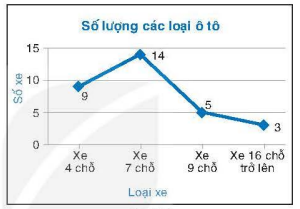 Số lượng các loại ô tô
Số xe
15
10
5
0
9
14
5
3
Xe
4 chỗ
Xe
7 chỗ
Xe
9 chỗ
Xe 16 chỗ
trở lên
Loại xe